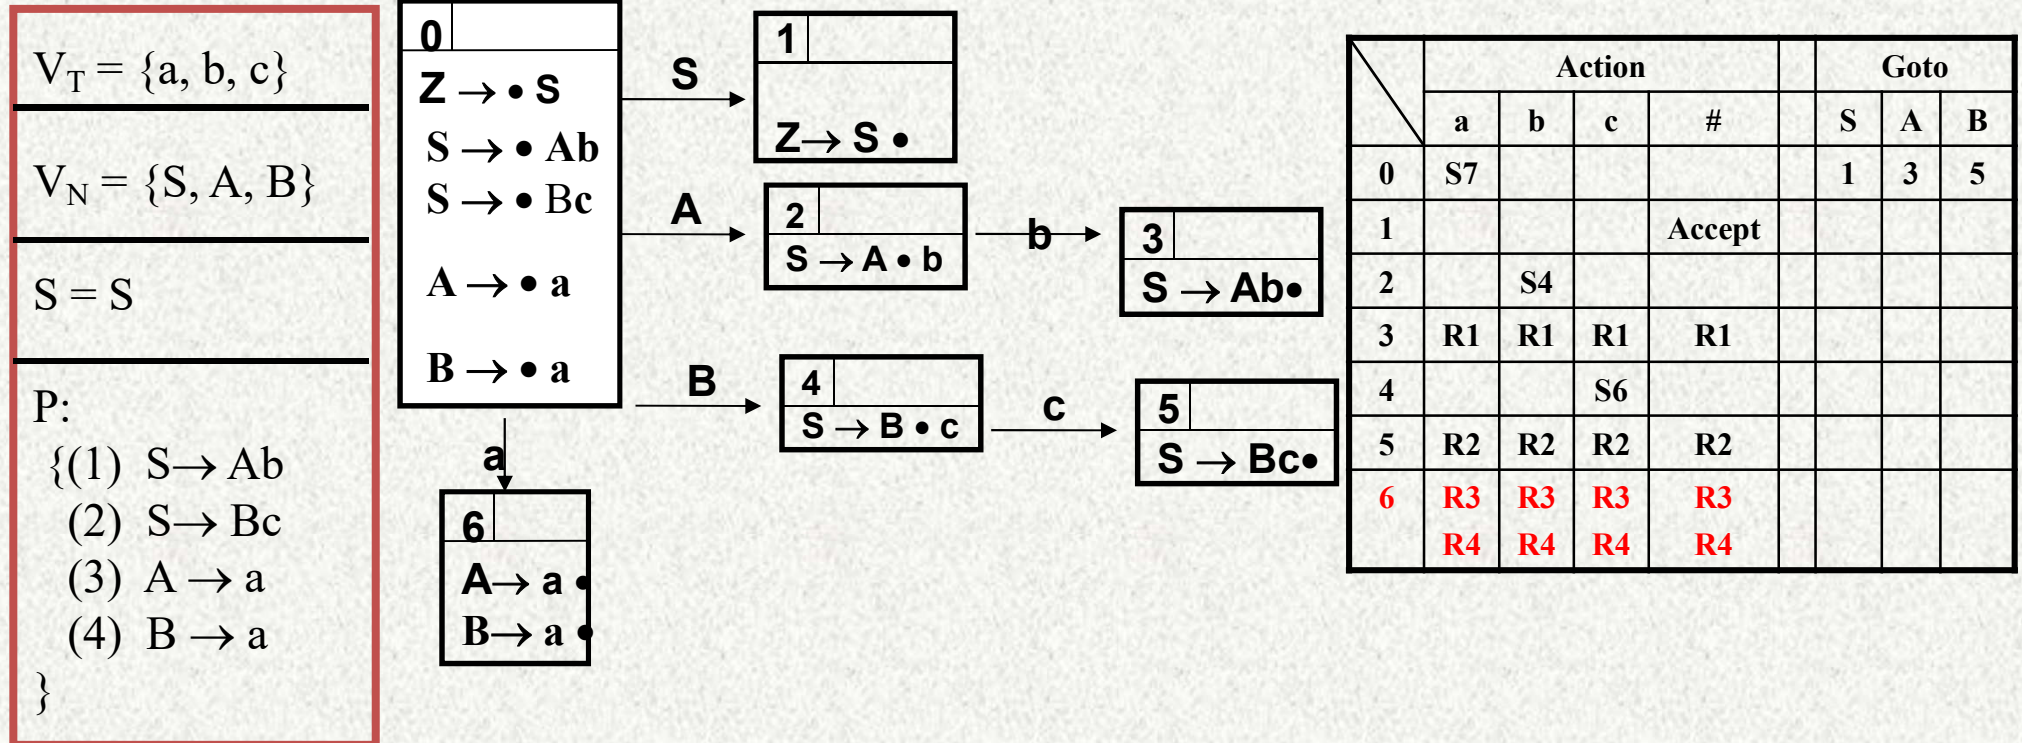 V_T = {a, b, c}
V_N = {S, A, B}
S = S
P:
{(1) S→ Ab
(2) S→ Bc
(3) A → a
(4) B → a
}
0
Z → • S
S → • Ab
S → • Bc
A → • a
B → • a
S
1
Z→ S •
A
2
S → A • b
b
3
S → Ab•
B
4
S → B • c
c
5
S → Bc•
a
6
A→ a •
B→ a •
Action Goto
a b c # S A B
0 S7 1 3 5
1 Accept
2 S4
3 R1 R1 R1 R1
4 S6
5 R2 R2 R2 R2
6 R3 R3 R3 R3
R4 R4 R4 R4